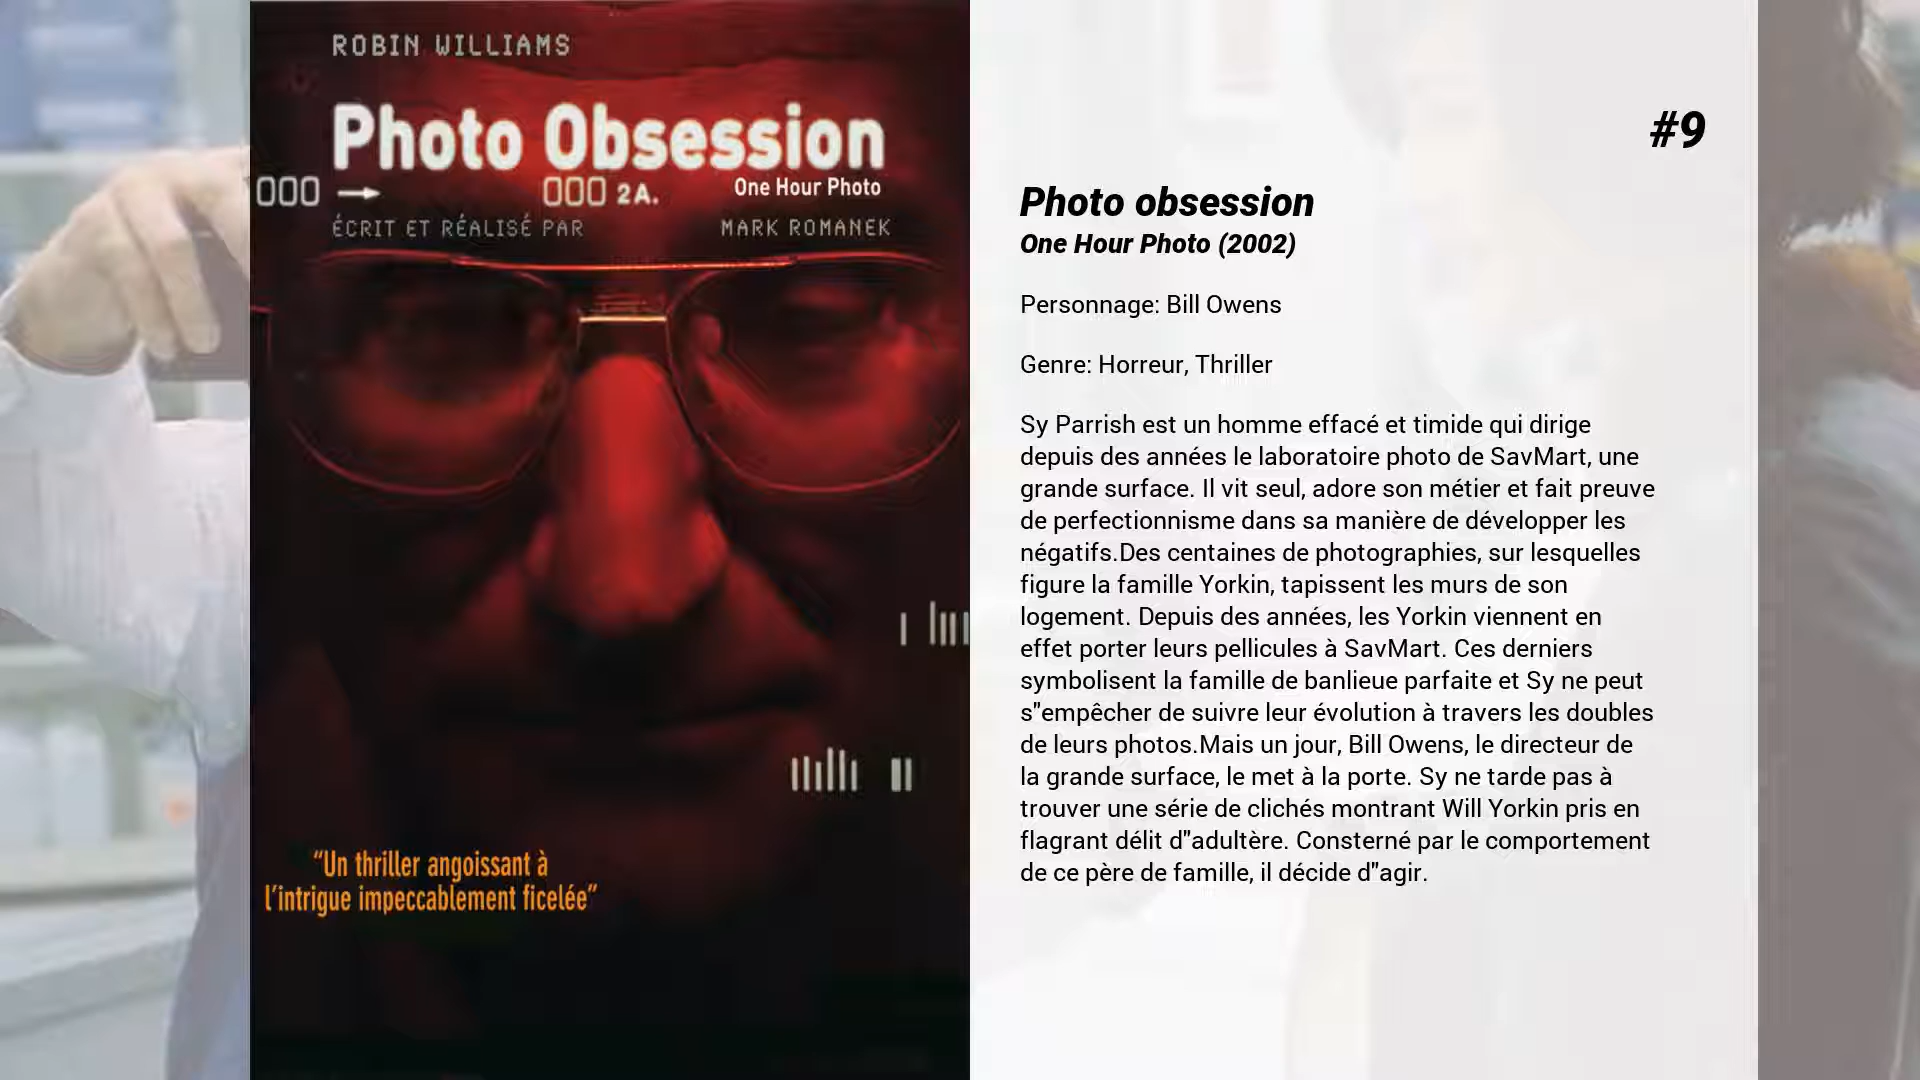 ROBIN WILLIAMS
Photo Obsession
000 → 000 2A. One Hour Photo
ÉCRIT ET RÉALISÉ PAR MARK ROMANEK
“Un thriller angoissant à
l’intrigue impeccablement ficelée”
#9
Photo obsession
One Hour Photo (2002)
Personnage: Bill Owens
Genre: Horreur, Thriller
Sy Parrish est un homme effacé et timide qui dirige
depuis des années le laboratoire photo de SavMart, une
grande surface. Il vit seul, adore son métier et fait preuve
de perfectionnisme dans sa manière de développer les
négatifs.Des centaines de photographies, sur lesquelles
figure la famille Yorkin, tapissent les murs de son
logement. Depuis des années, les Yorkin viennent en
effet porter leurs pellicules à SavMart. Ces derniers
symbolisent la famille de banlieue parfaite et Sy ne peut
s"empêcher de suivre leur évolution à travers les doubles
de leurs photos.Mais un jour, Bill Owens, le directeur de
la grande surface, le met à la porte. Sy ne tarde pas à
trouver une série de clichés montrant Will Yorkin pris en
flagrant délit d"adultère. Consterné par le comportement
de ce père de famille, il décide d"agir.